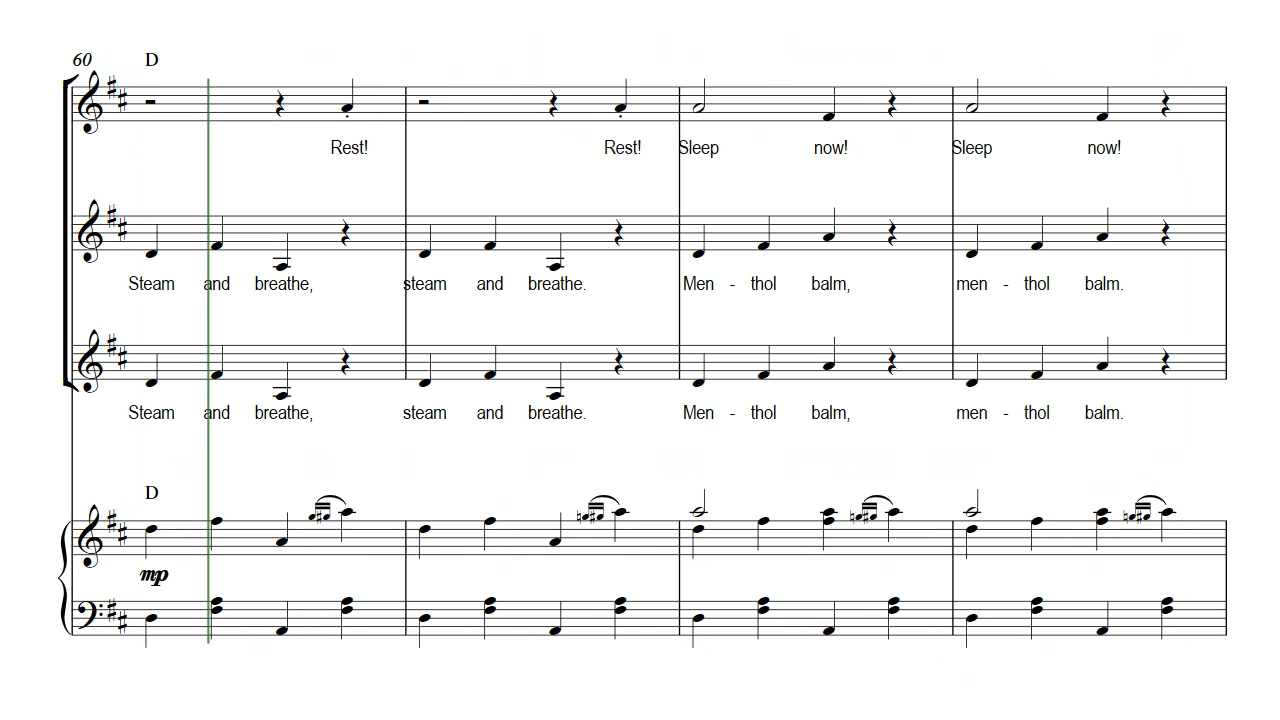 60 D
Rest! Rest! Sleep now! Sleep now!
Steam and breathe, steam and breathe. Men - thol balm, men - thol balm.
Steam and breathe, steam and breathe. Men - thol balm, men - thol balm.
D
mp